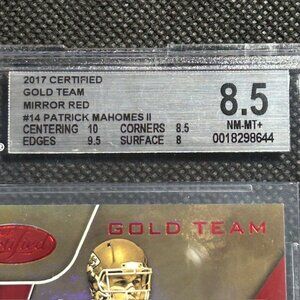 2017 CERTIFIED
GOLD TEAM
MIRROR RED
#14 PATRICK MAHOMES II
CENTERING 10 CORNERS 8.5
EDGES 9.5 SURFACE 8
8.5
NM-MT+
0018298644
®
Certified
GOLD TEAM